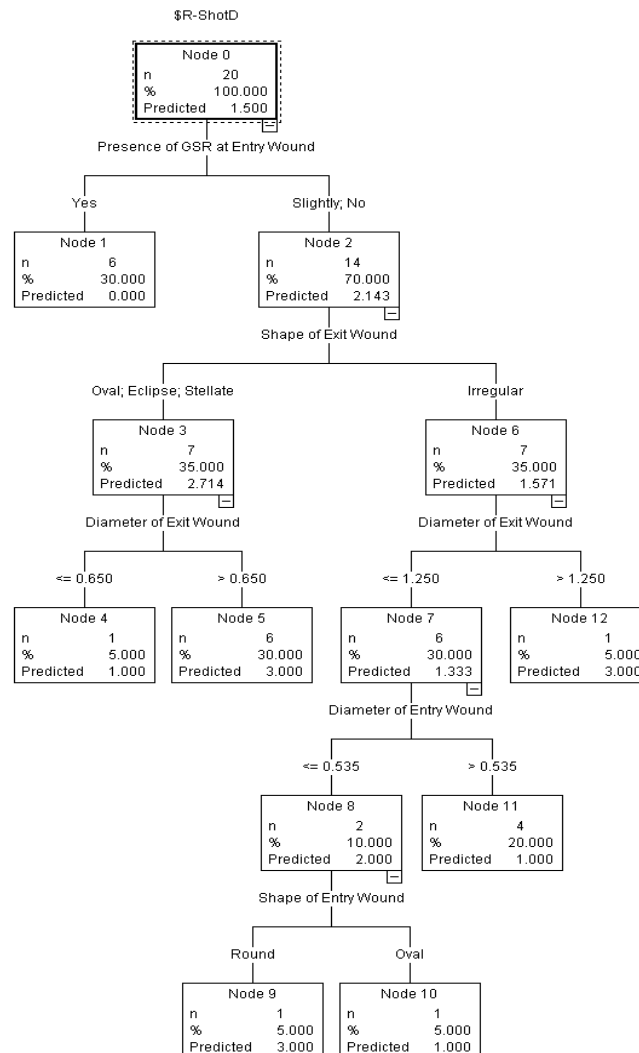 $R-ShotD
Node 0
n 20
% 100.000
Predicted 1.500
Presence of GSR at Entry Wound
Yes
Slightly; No
Node 1
n 6
% 30.000
Predicted 0.000
Node 2
n 14
% 70.000
Predicted 2.143
Shape of Exit Wound
Oval; Eclipse; Stellate
Irregular
Node 3
n 7
% 35.000
Predicted 2.714
Node 6
n 7
% 35.000
Predicted 1.571
Diameter of Exit Wound
Diameter of Exit Wound
<= 0.650
> 0.650
<= 1.250
> 1.250
Node 4
n 1
% 5.000
Predicted 1.000
Node 5
n 6
% 30.000
Predicted 3.000
Node 7
n 6
% 30.000
Predicted 1.333
Node 12
n 1
% 5.000
Predicted 3.000
Diameter of Entry Wound
<= 0.535
> 0.535
Node 8
n 2
% 10.000
Predicted 2.000
Node 11
n 4
% 20.000
Predicted 1.000
Shape of Entry Wound
Round
Oval
Node 9
n 1
% 5.000
Predicted 3.000
Node 10
n 1
% 5.000
Predicted 1.000